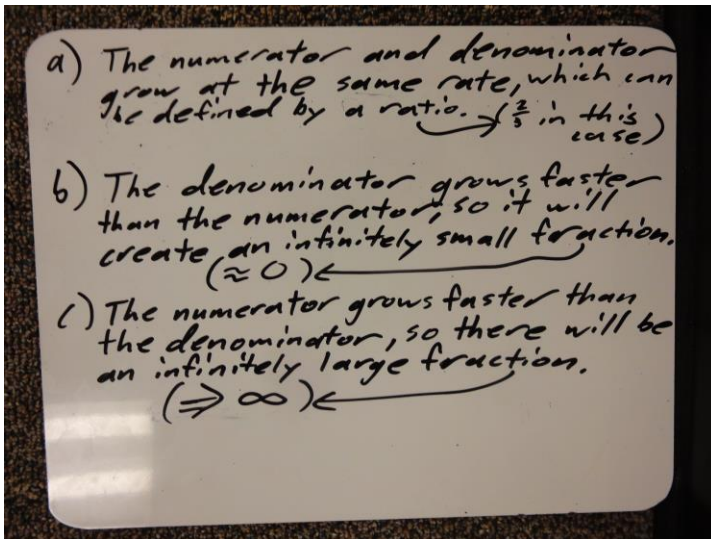 a) The numerator and denominator
grow at the same rate, which can
be defined by a ratio. (2/3 in this
case)
b) The denominator grows faster
than the numerator, so it will
create an infinitely small fraction.
(≈ 0)
c) The numerator grows faster than
the denominator, so there will be
an infinitely large fraction.
(⇒ ∞)